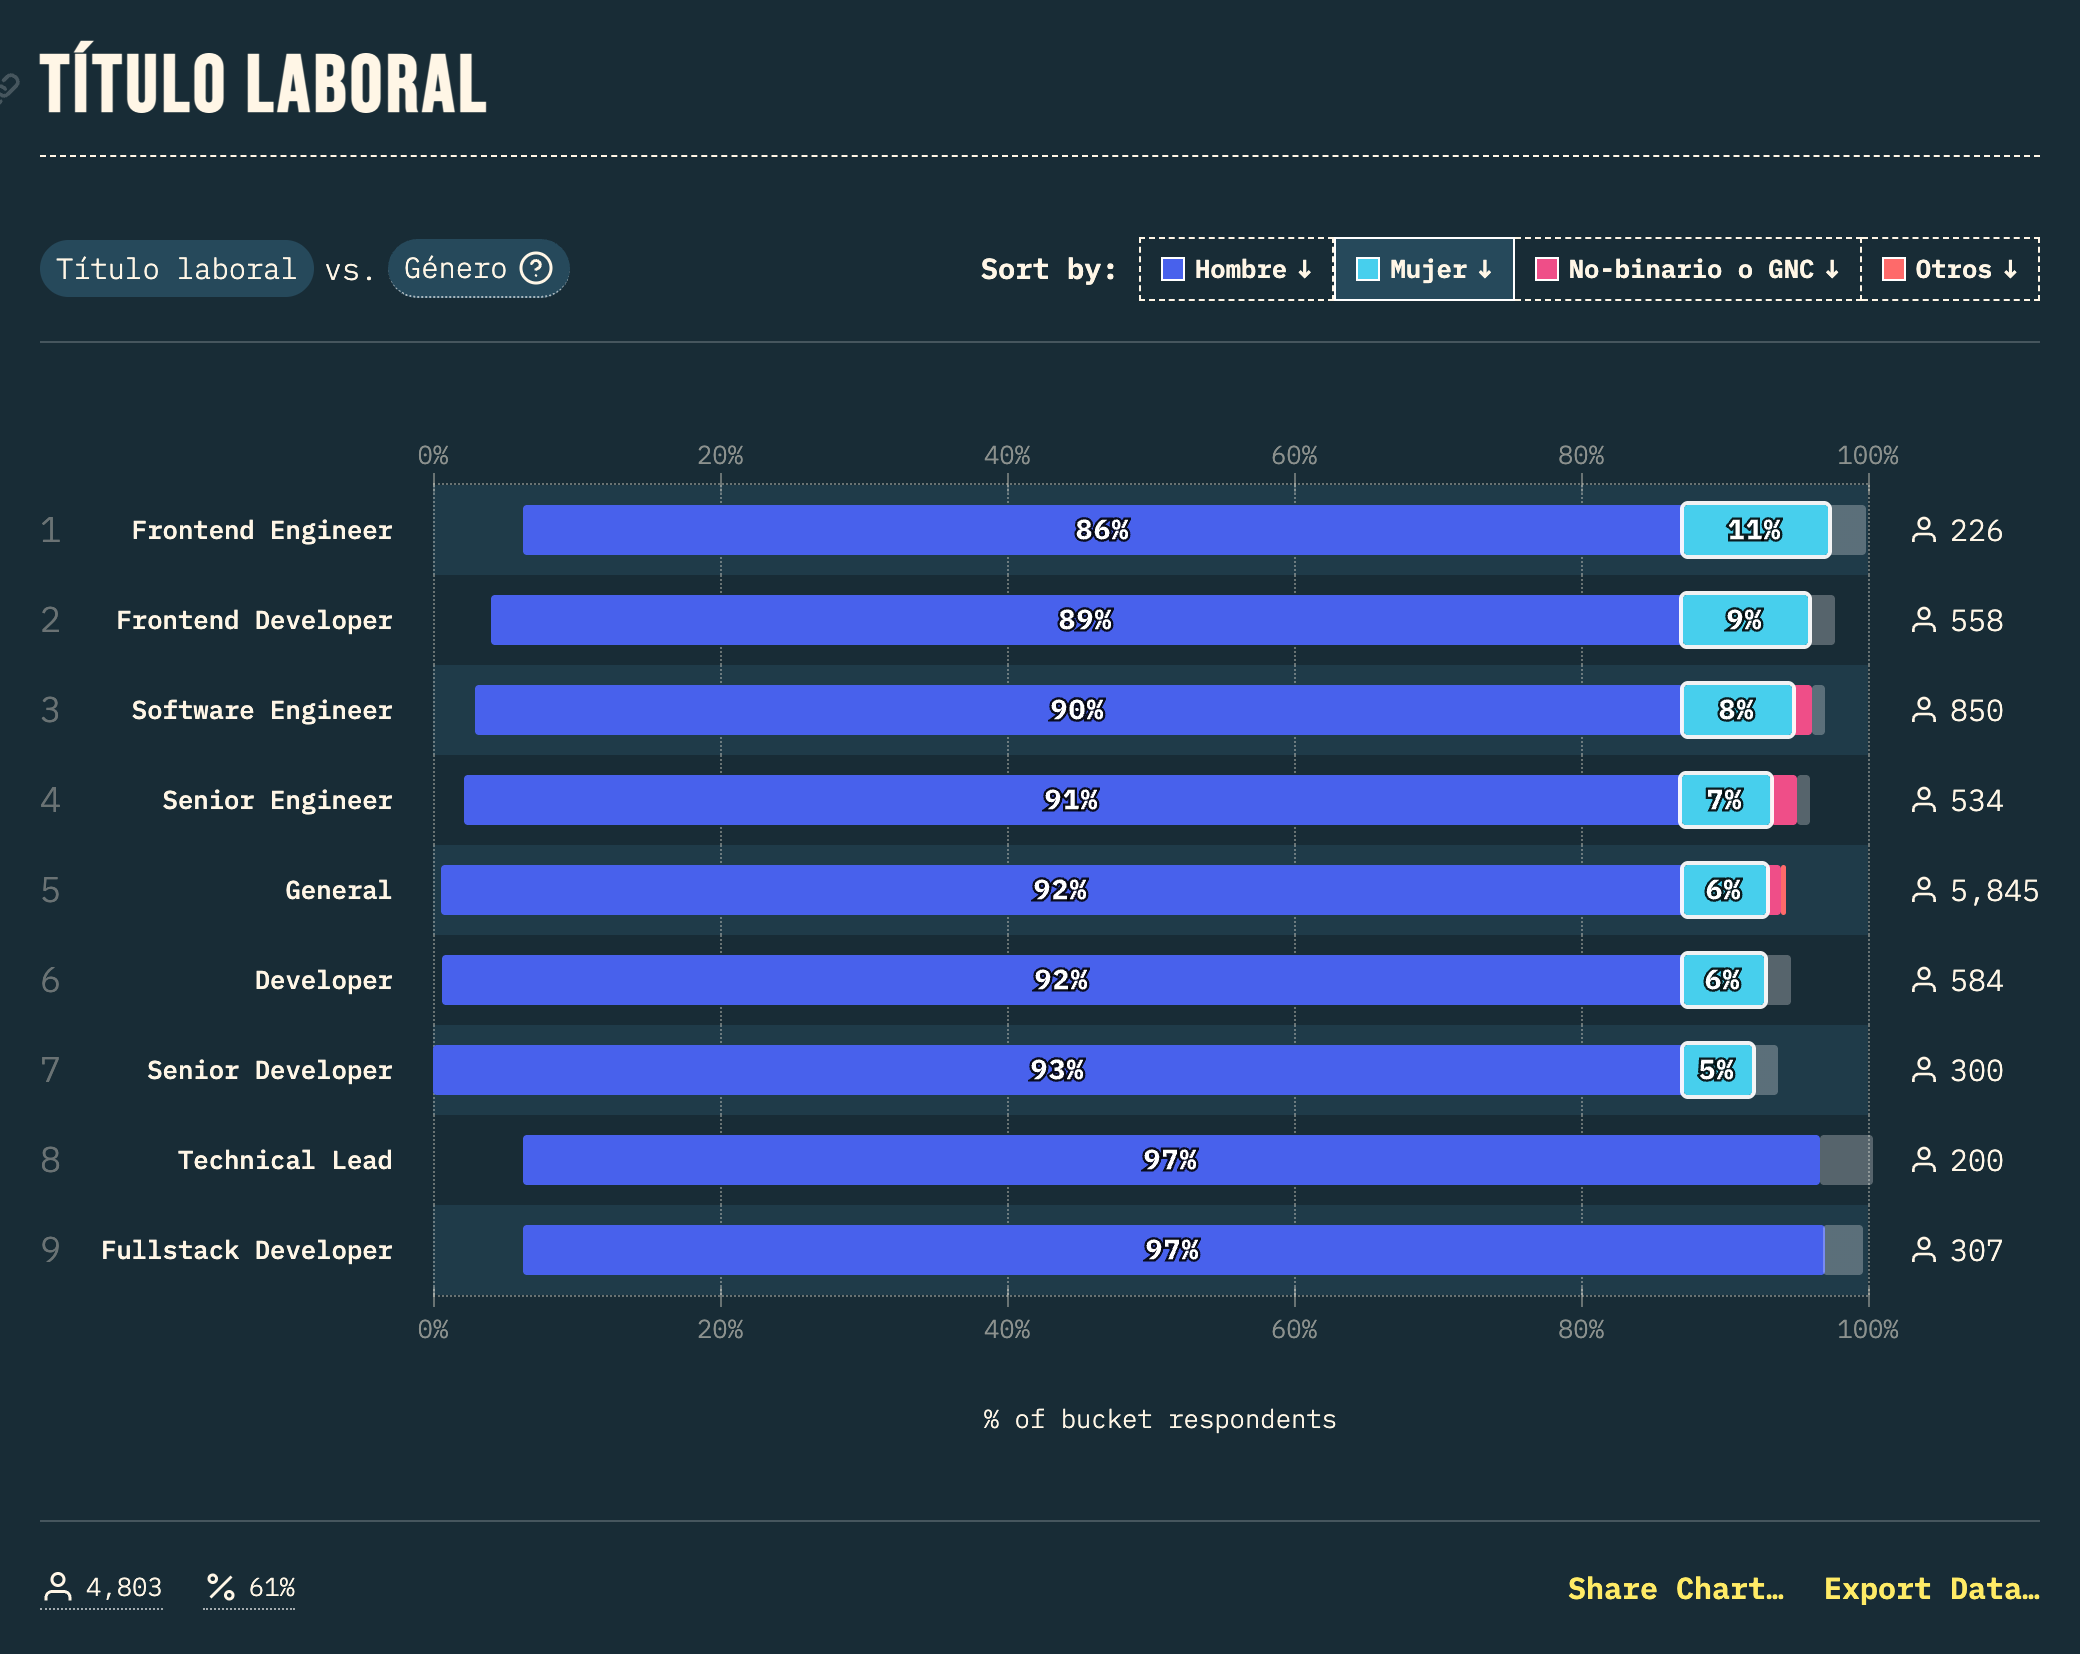 TÍTULO LABORAL
Título laboral vs. Género ? Sort by: Hombre ↓ Mujer ↓ No-binario o GNC ↓ Otros ↓
0% 20% 40% 60% 80% 100%
1 Frontend Engineer 86% 11% 226
2 Frontend Developer 89% 9% 558
3 Software Engineer 90% 8% 850
4 Senior Engineer 91% 7% 534
5 General 92% 6% 5,845
6 Developer 92% 6% 584
7 Senior Developer 93% 5% 300
8 Technical Lead 97% 200
9 Fullstack Developer 97% 307
0% 20% 40% 60% 80% 100%
% of bucket respondents
4,803 % 61% Share Chart… Export Data…